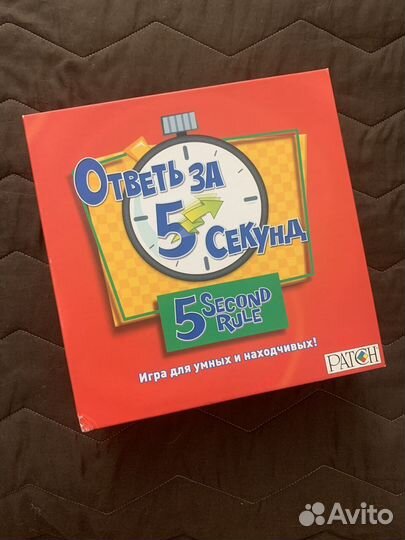 Ответь за
5 секунд
5 Second
Rule
Игра для умных и находчивых!
PATCH
Avito